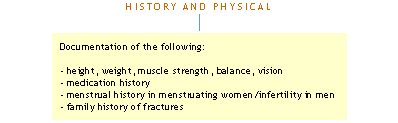 HISTORY AND PHYSICAL
Documentation of the following:
- height, weight, muscle strength, balance, vision
- medication history
- menstrual history in menstruating women/infertility in men
- family history of fractures